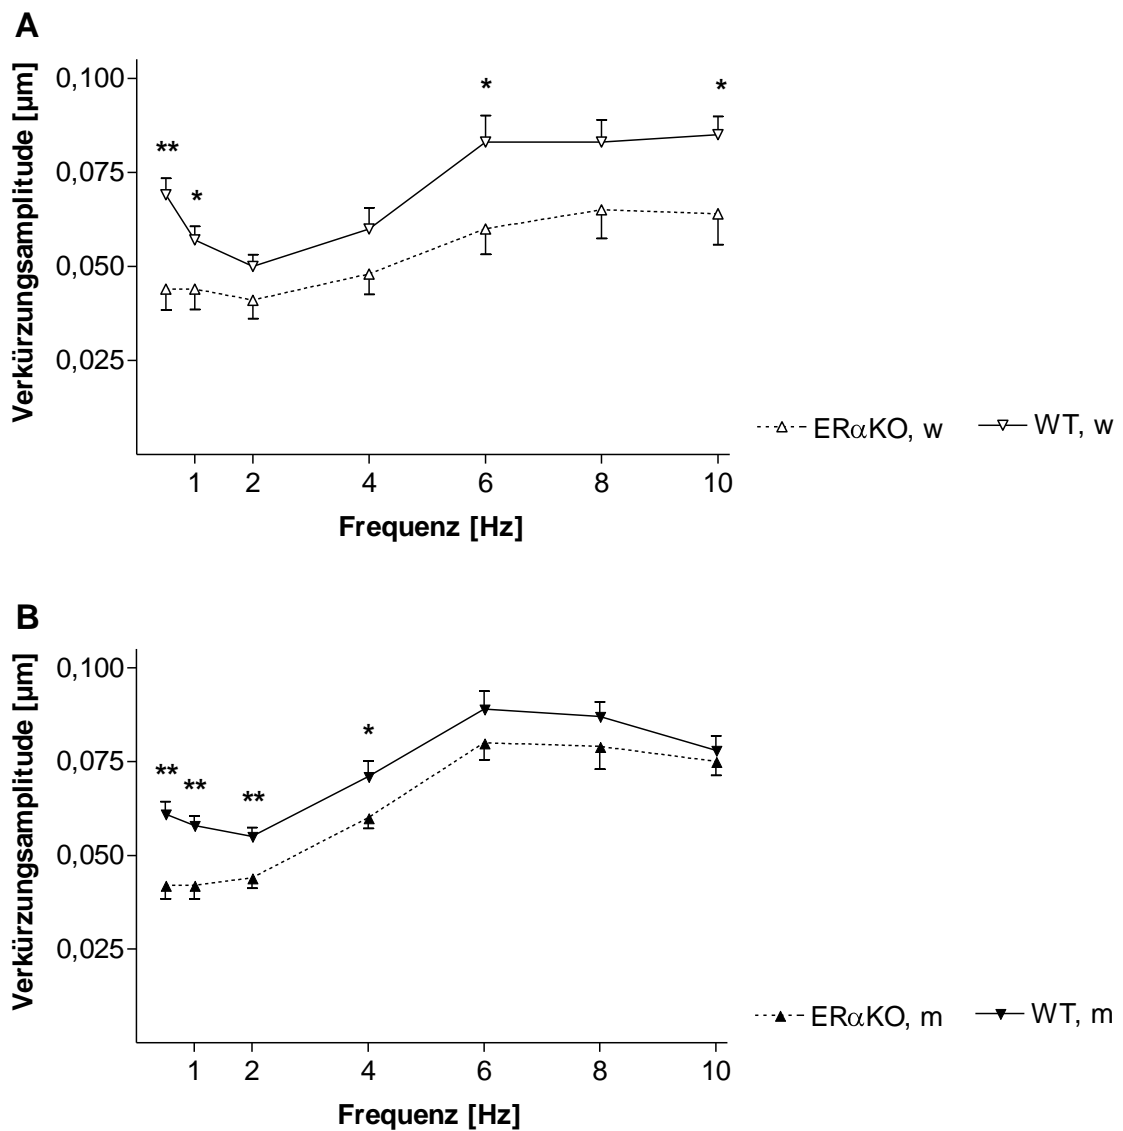 A
Verkürzungsamplitude [µm]
0,100
0,075
0,050
0,025
** * * *
1 2 4 6 8 10
Frequenz [Hz]
ERαKO, w WT, w
B
Verkürzungsamplitude [µm]
0,100
0,075
0,050
0,025
** ** ** *
1 2 4 6 8 10
Frequenz [Hz]
ERαKO, m WT, m